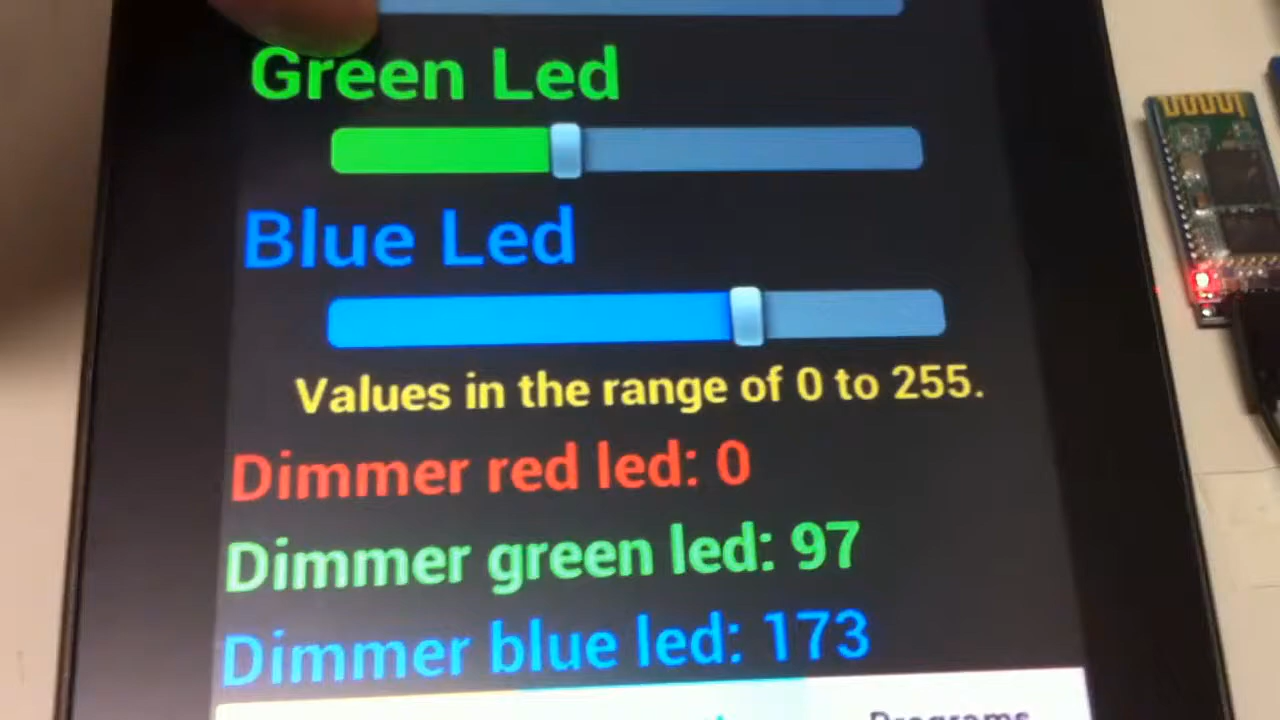 Green Led
Blue Led
Values in the range of 0 to 255.
Dimmer red led: 0
Dimmer green led: 97
Dimmer blue led: 173
Programs